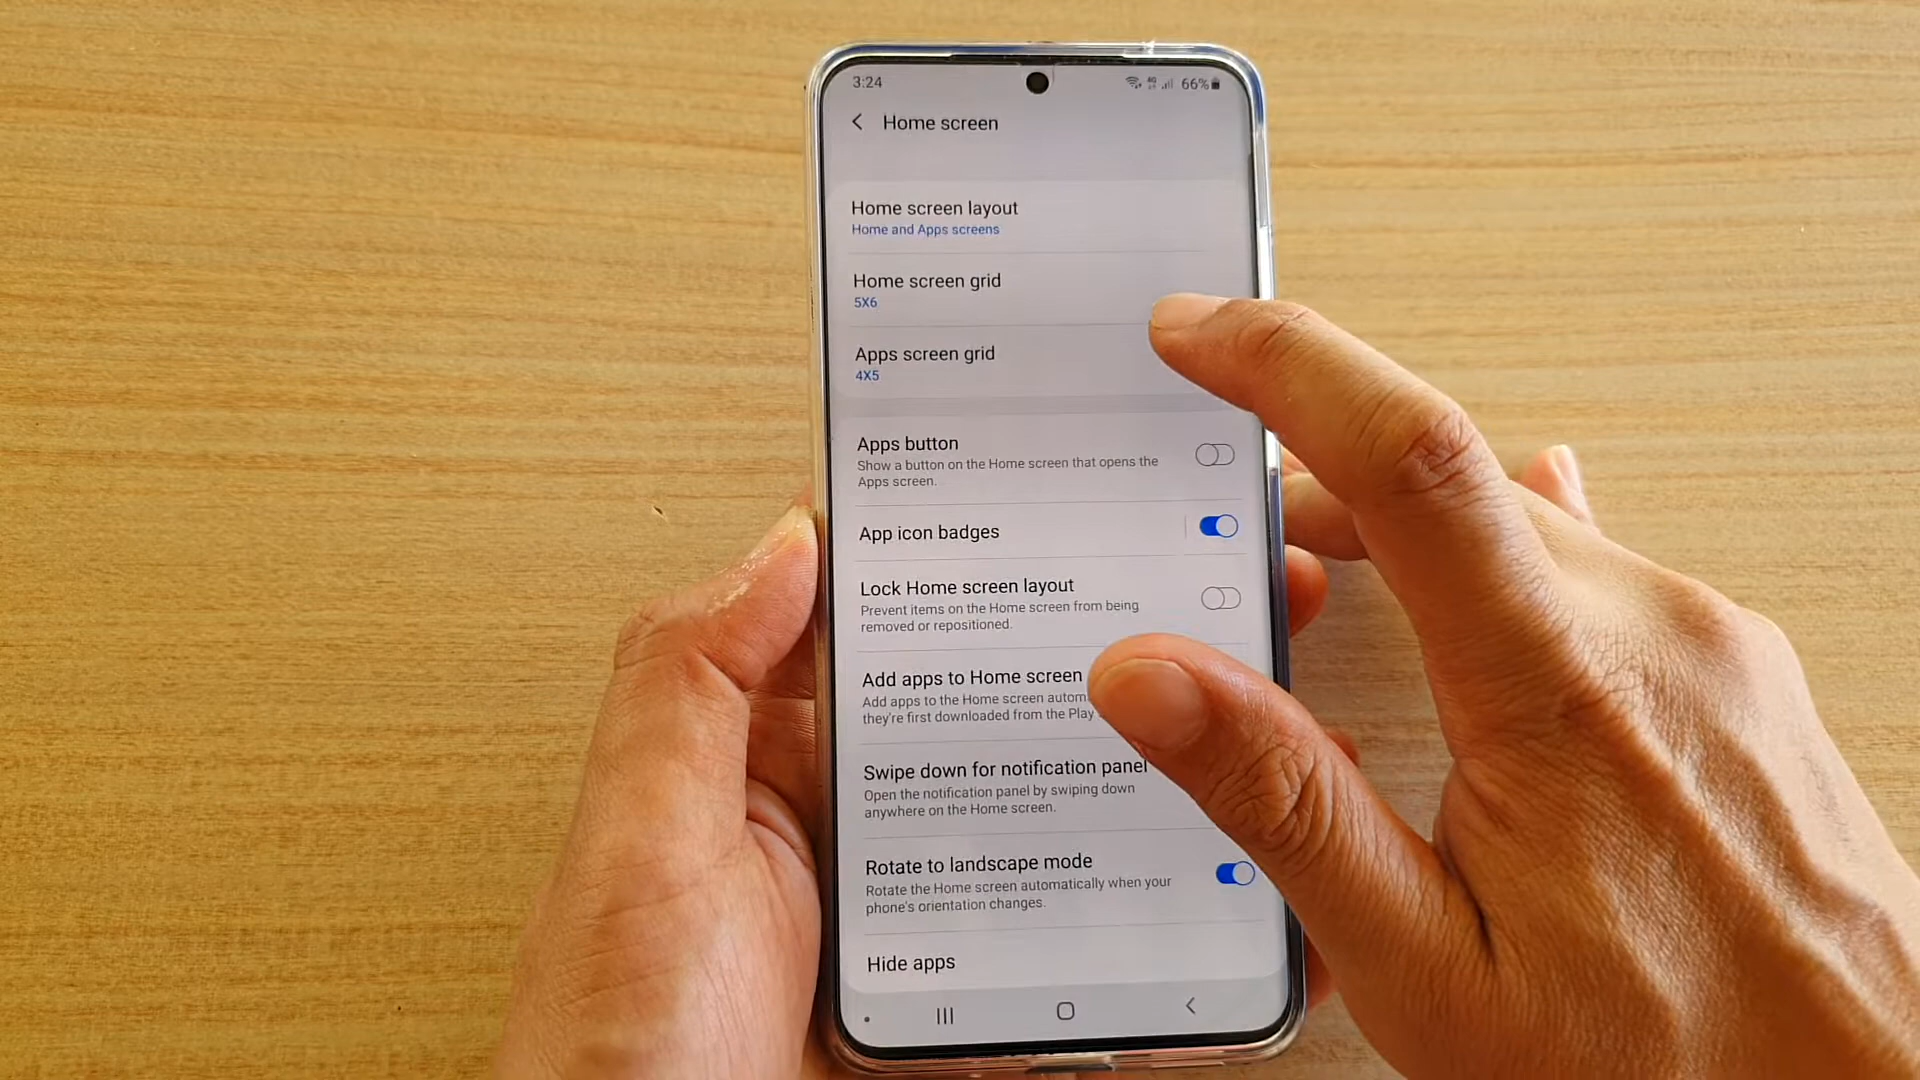 3:24
66%
Home screen
Home screen layout
Home and Apps screens
Home screen grid
5X6
Apps screen grid
4X5
Apps button
Show a button on the Home screen that opens the
Apps screen.
App icon badges
Lock Home screen layout
Prevent items on the Home screen from being
removed or repositioned.
Add apps to Home screen
Add apps to the Home screen autom
they're first downloaded from the Play
Swipe down for notification panel
Open the notification panel by swiping down
anywhere on the Home screen.
Rotate to landscape mode
Rotate the Home screen automatically when your
phone's orientation changes.
Hide apps